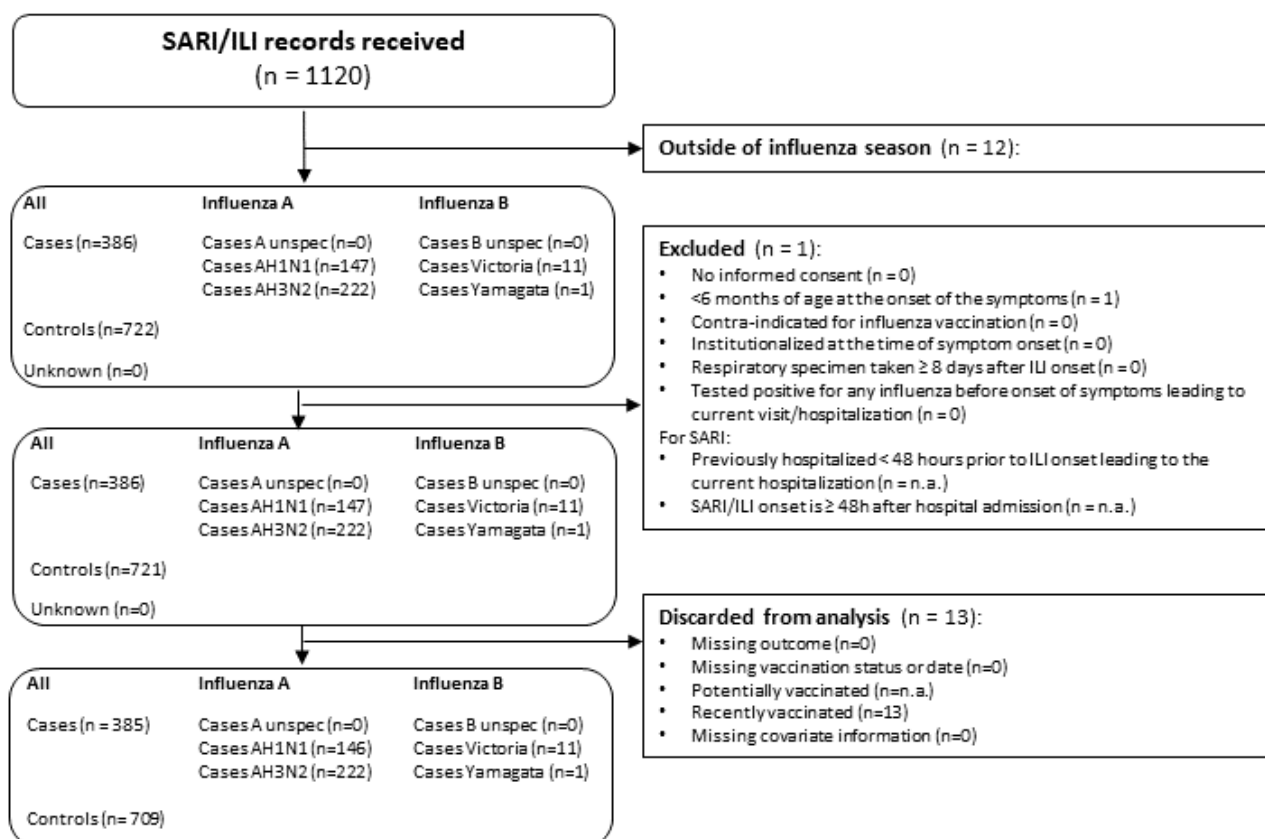 SARI/ILI records received
(n = 1120)
Outside of influenza season (n = 12):
All Influenza A Influenza B
Cases (n=386) Cases A unspec (n=0) Cases B unspec (n=0)
Cases AH1N1 (n=147) Cases Victoria (n=11)
Cases AH3N2 (n=222) Cases Yamagata (n=1)
Controls (n=722)
Unknown (n=0)
Excluded (n = 1):
• No informed consent (n = 0)
• <6 months of age at the onset of the symptoms (n = 1)
• Contra-indicated for influenza vaccination (n = 0)
• Institutionalized at the time of symptom onset (n = 0)
• Respiratory specimen taken ≥ 8 days after ILI onset (n = 0)
• Tested positive for any influenza before onset of symptoms leading to
current visit/hospitalization (n = 0)
For SARI:
• Previously hospitalized < 48 hours prior to ILI onset leading to the
current hospitalization (n = n.a.)
• SARI/ILI onset is ≥ 48h after hospital admission (n = n.a.)
All Influenza A Influenza B
Cases (n=386) Cases A unspec (n=0) Cases B unspec (n=0)
Cases AH1N1 (n=147) Cases Victoria (n=11)
Cases AH3N2 (n=222) Cases Yamagata (n=1)
Controls (n=721)
Unknown (n=0)
Discarded from analysis (n = 13):
• Missing outcome (n=0)
• Missing vaccination status or date (n=0)
• Potentially vaccinated (n=n.a.)
• Recently vaccinated (n=13)
• Missing covariate information (n=0)
All Influenza A Influenza B
Cases (n = 385) Cases A unspec (n=0) Cases B unspec (n=0)
Cases AH1N1 (n=146) Cases Victoria (n=11)
Cases AH3N2 (n=222) Cases Yamagata (n=1)
Controls (n= 709)